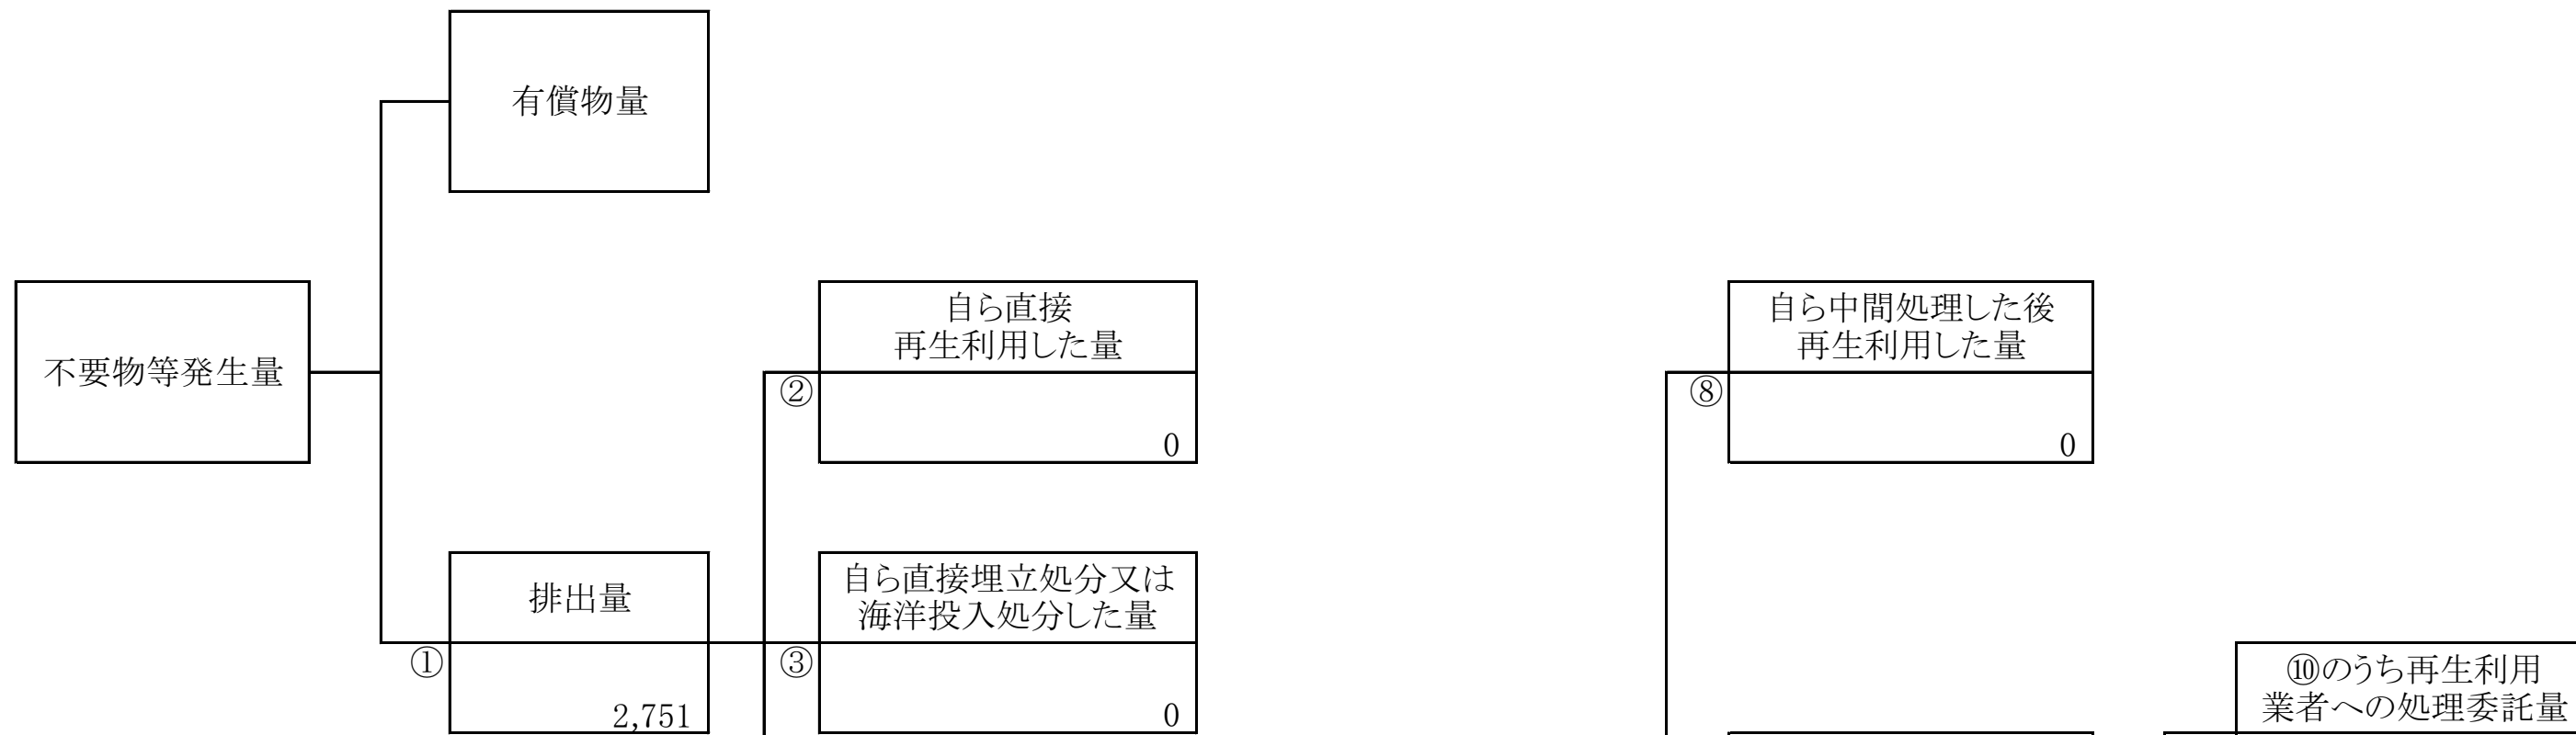 有償物量
不要物等発生量
自ら直接
再生利用した量
②
0
自ら中間処理した後
再生利用した量
⑧
0
排出量
①
2,751
自ら直接埋立処分又は
海洋投入処分した量
③
0
⑩のうち再生利用
業者への処理委託量